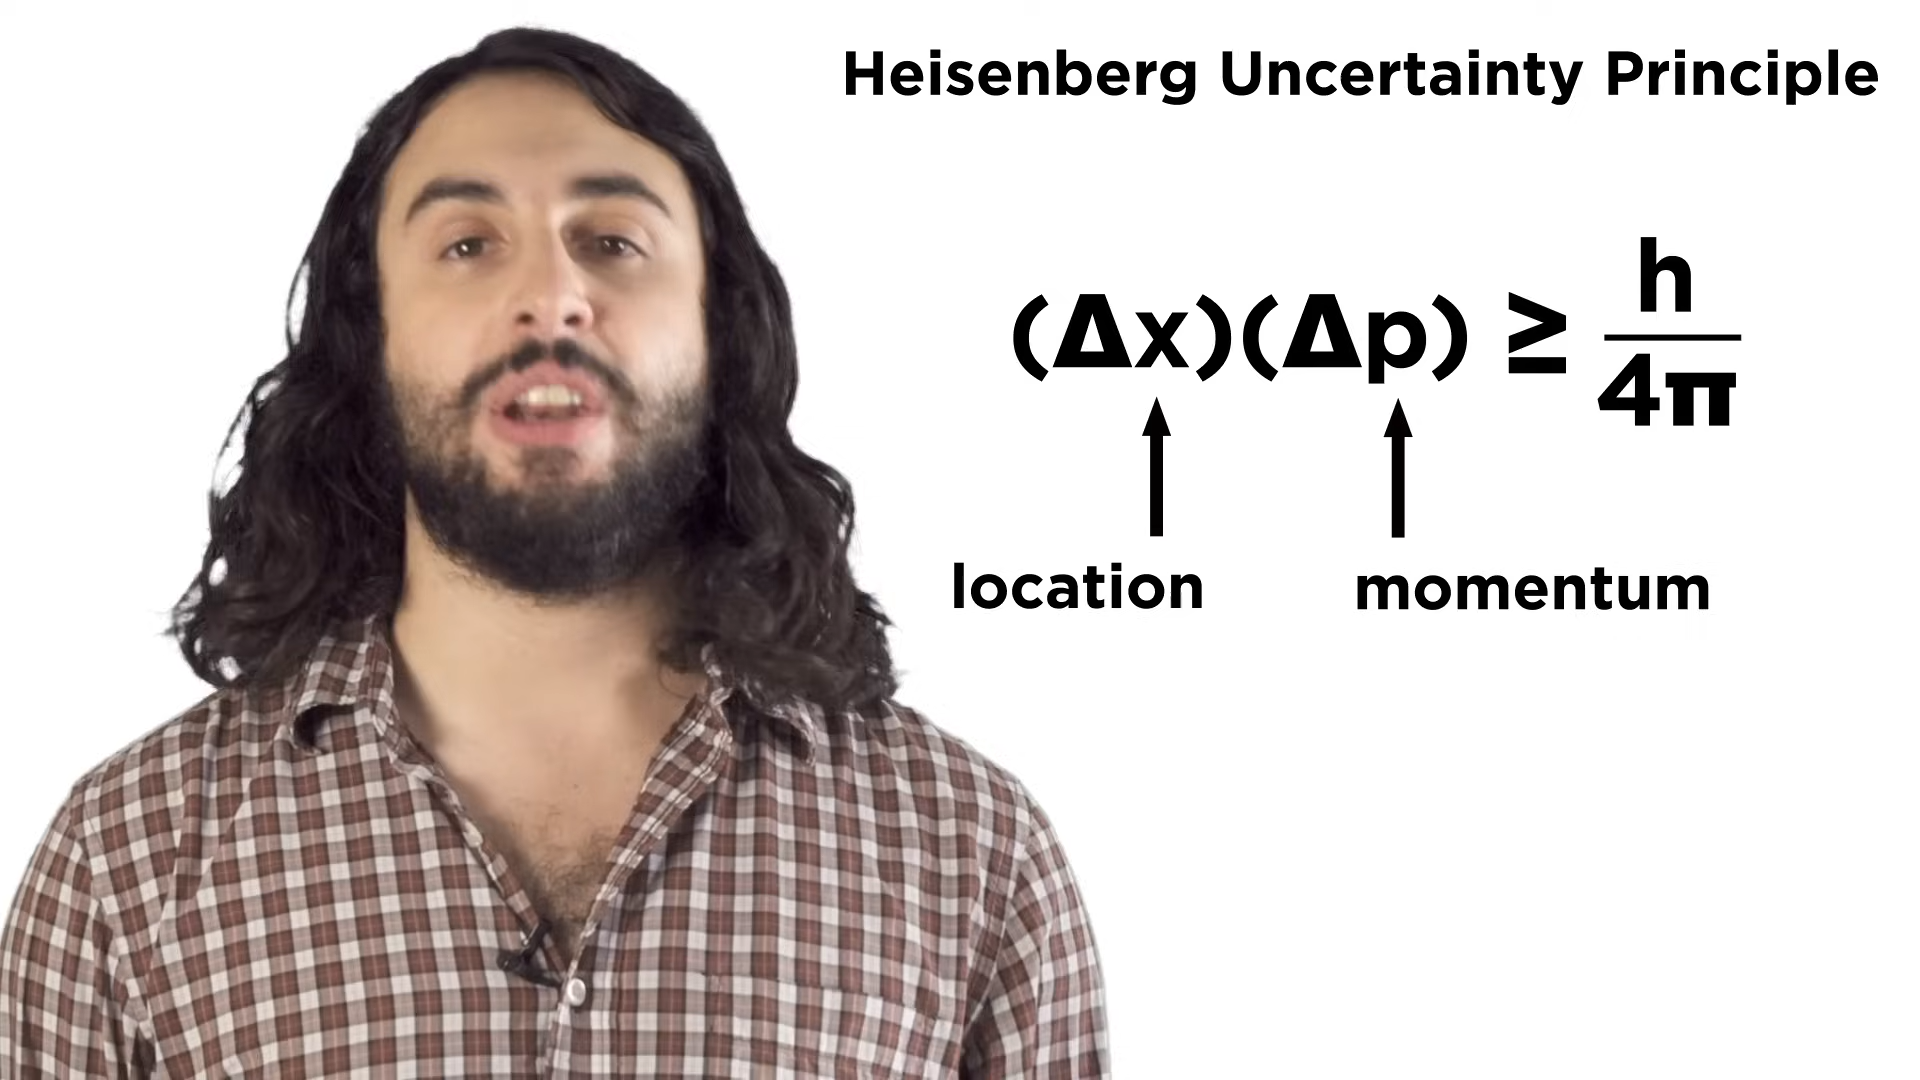 Heisenberg Uncertainty Principle
(Δx)(Δp) ≥ h/4π
location momentum